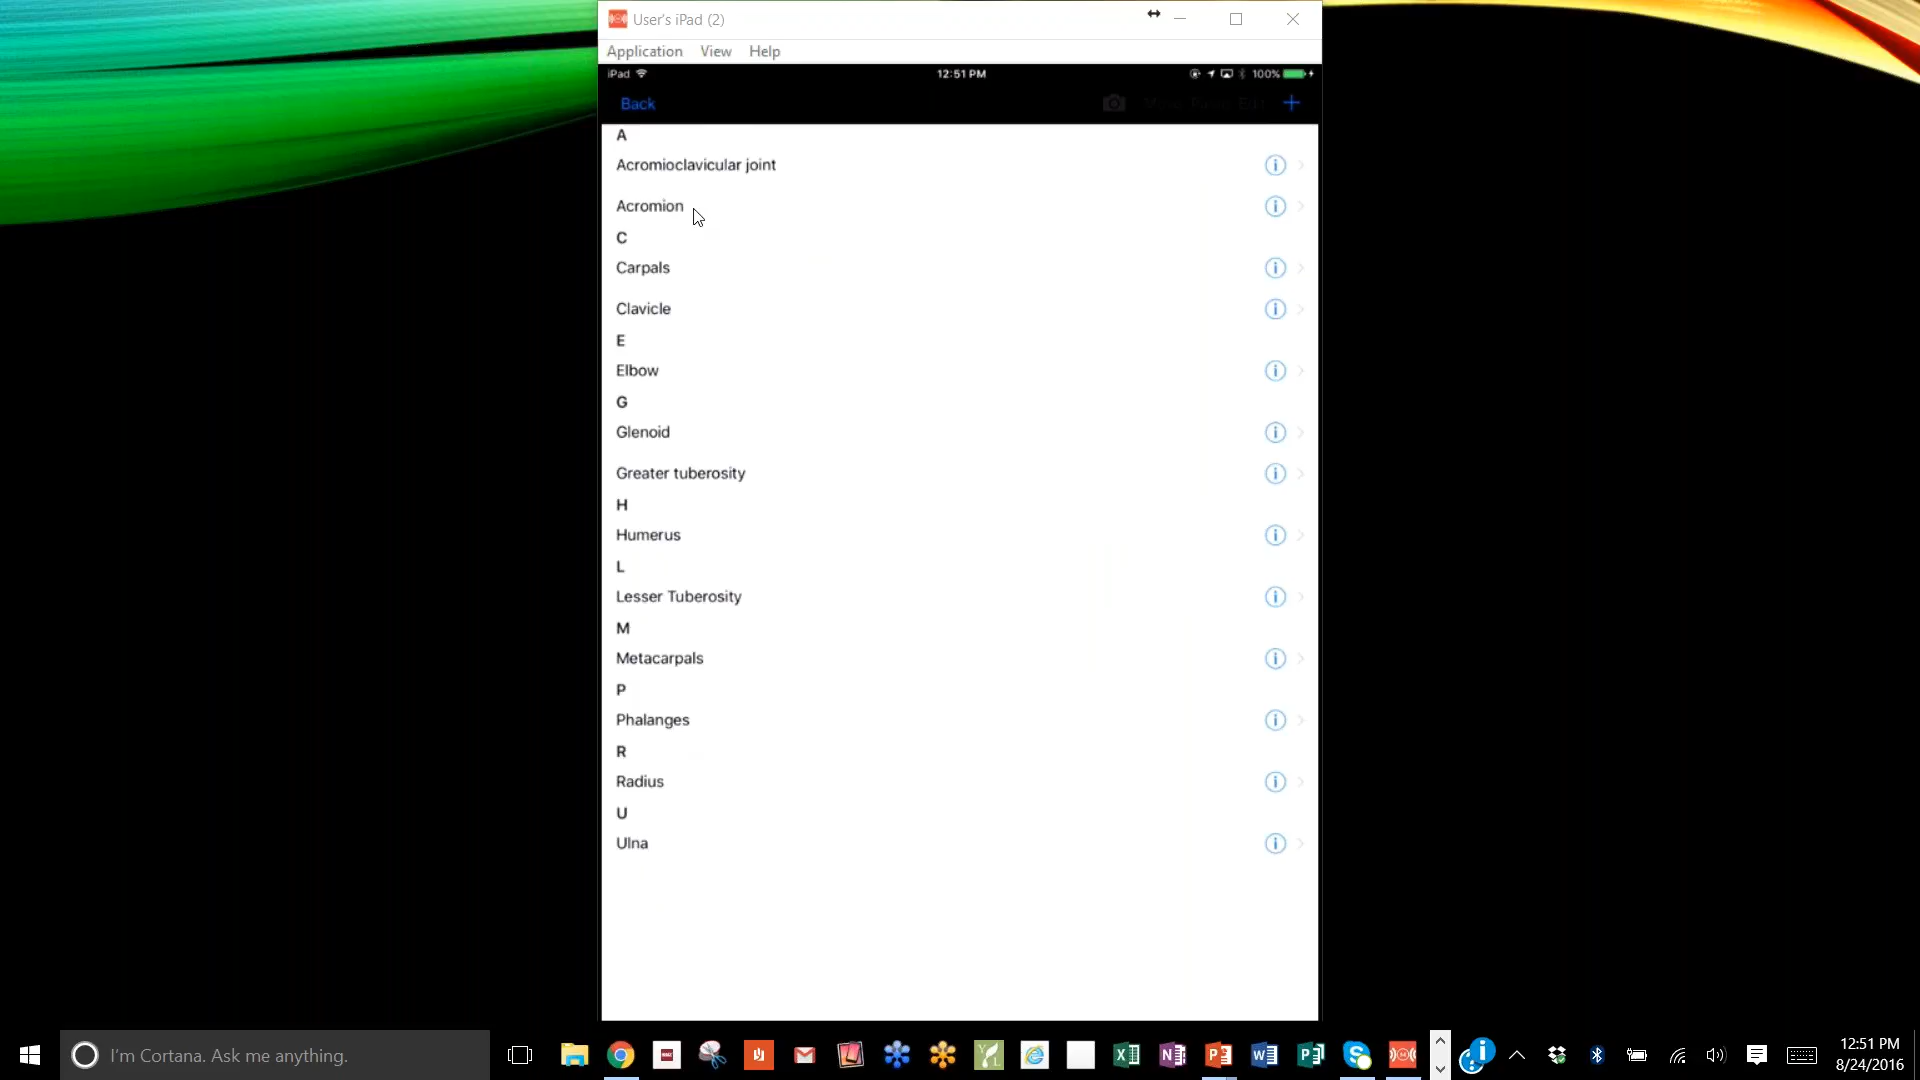 User's iPad (2)
Application View Help
iPad 12:51 PM 100%
Back
A
Acromioclavicular joint
Acromion
C
Carpals
Clavicle
E
Elbow
G
Glenoid
Greater tuberosity
H
Humerus
L
Lesser Tuberosity
M
Metacarpals
P
Phalanges
R
Radius
U
Ulna
I'm Cortana. Ask me anything.
12:51 PM
8/24/2016